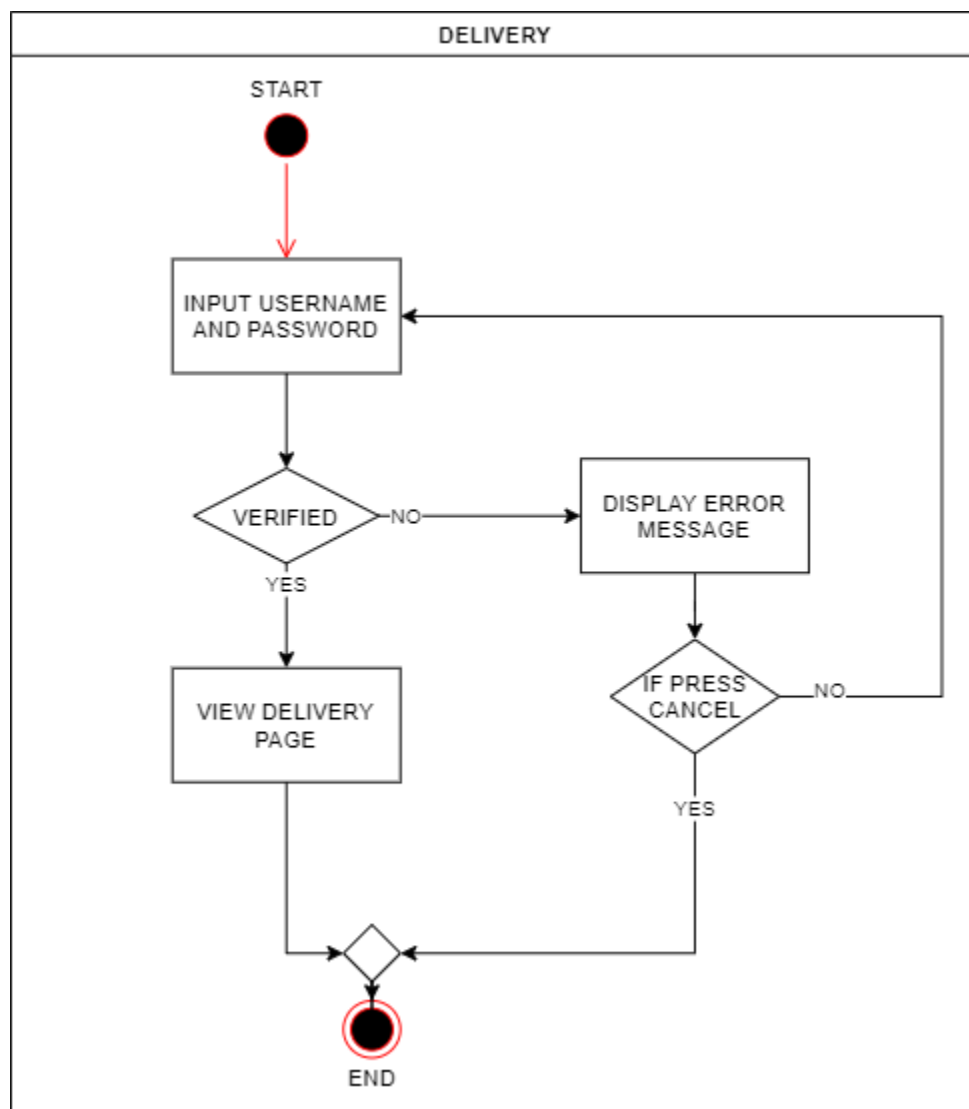 DELIVERY
START
INPUT USERNAME
AND PASSWORD
VERIFIED
NO
DISPLAY ERROR
MESSAGE
YES
VIEW DELIVERY
PAGE
IF PRESS
CANCEL
NO
YES
END